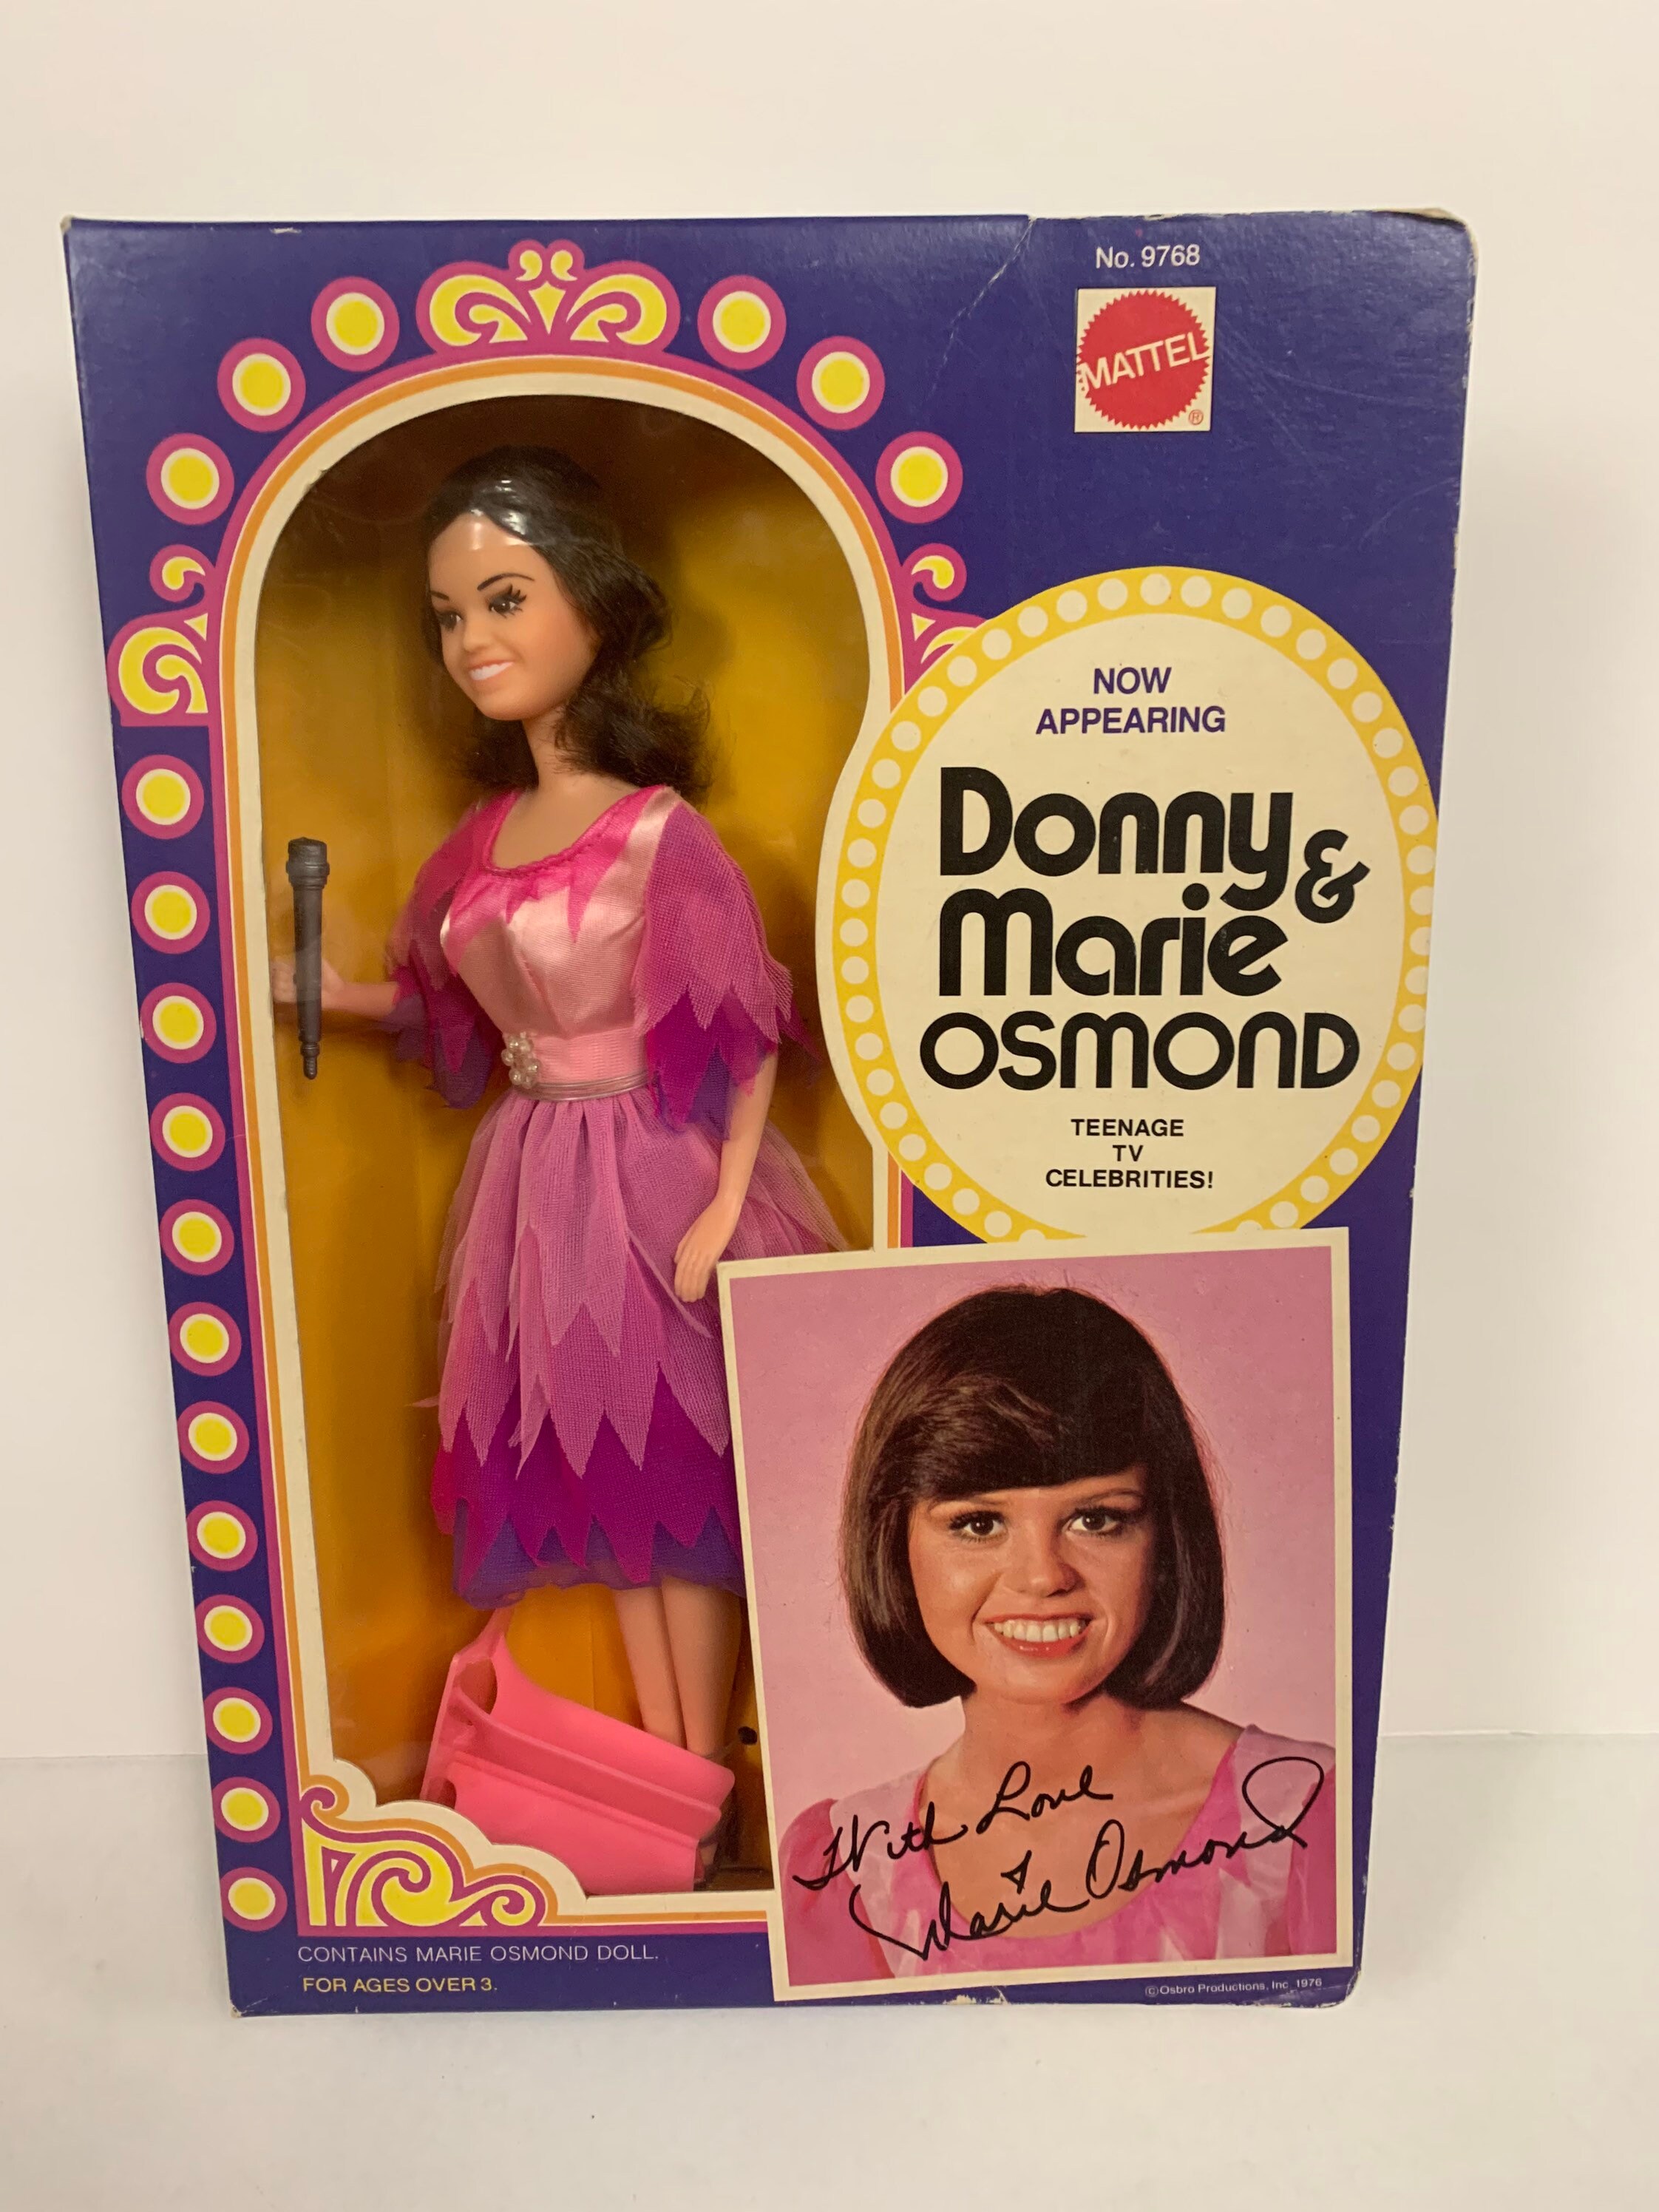 No. 9768
MATTEL
®
NOW
APPEARING
Donny &
Marie
OSMOND
TEENAGE
TV
CELEBRITIES!
With Love
Marie Osmond
CONTAINS MARIE OSMOND DOLL.
FOR AGES OVER 3.
©Osbro Productions, Inc. 1976